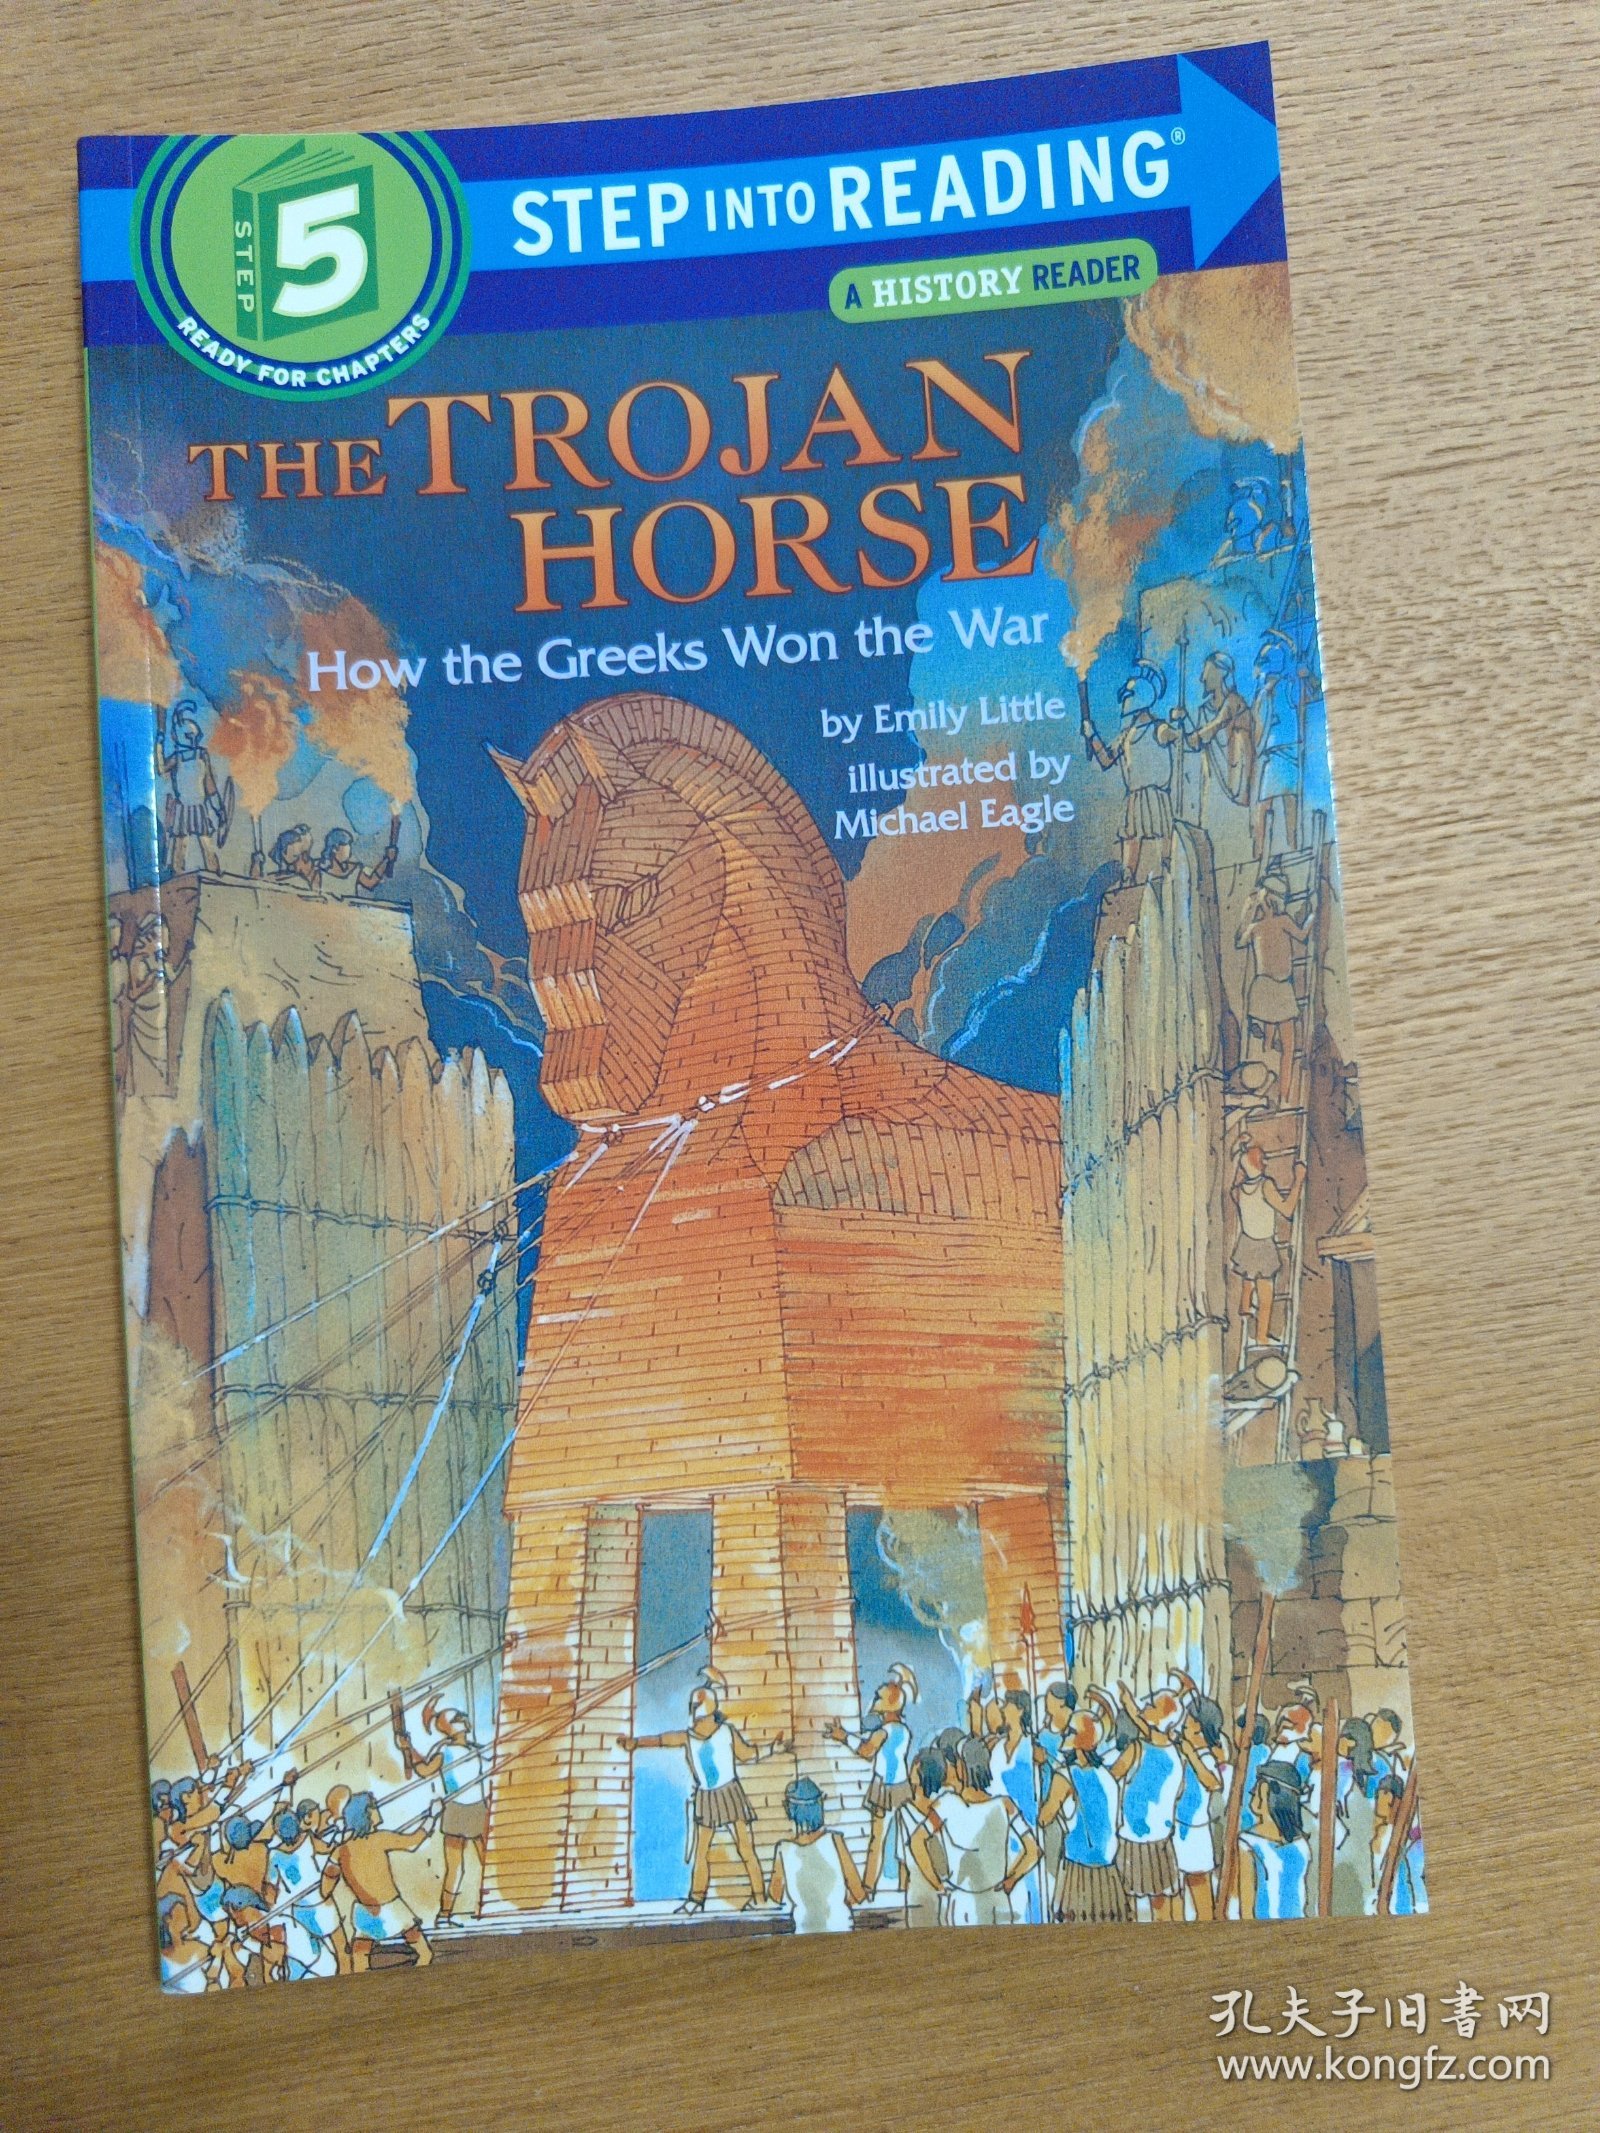 STEP INTO READING®
STEP
5
READY FOR CHAPTERS
A HISTORY READER
THE TROJAN
HORSE
How the Greeks Won the War
by Emily Little
illustrated by
Michael Eagle
孔夫子旧书网
www.kongfz.com